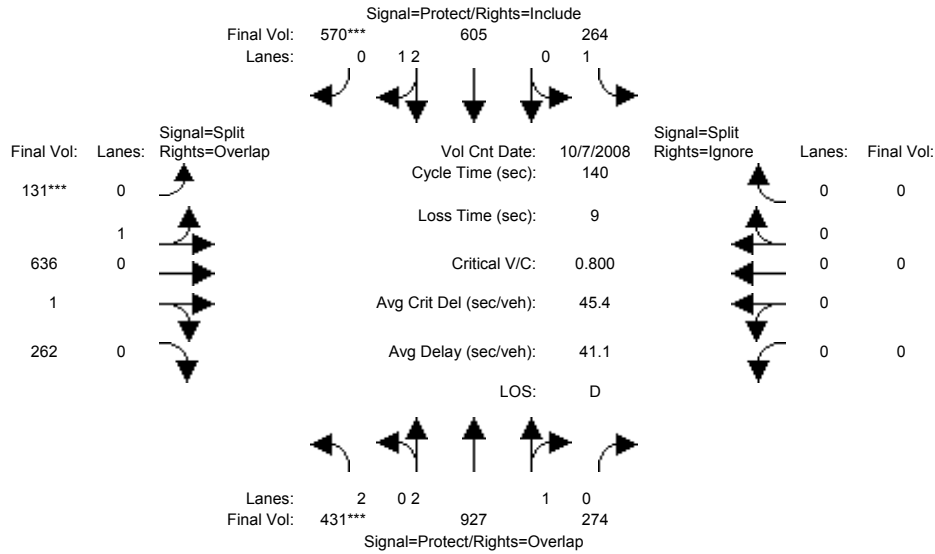 Signal=Protect/Rights=Include
Final Vol: 570*** 605 264
Lanes: 0 1 2 0 1
Signal=Split Signal=Split
Final Vol: Lanes: Rights=Overlap Vol Cnt Date: 10/7/2008 Rights=Ignore Lanes: Final Vol:
Cycle Time (sec): 140
131*** 0 0 0
Loss Time (sec): 9
1 0
636 0 Critical V/C: 0.800 0 0
1 Avg Crit Del (sec/veh): 45.4 0
262 0 Avg Delay (sec/veh): 41.1 0 0
LOS: D
Lanes: 2 0 2 1 0
Final Vol: 431*** 927 274
Signal=Protect/Rights=Overlap